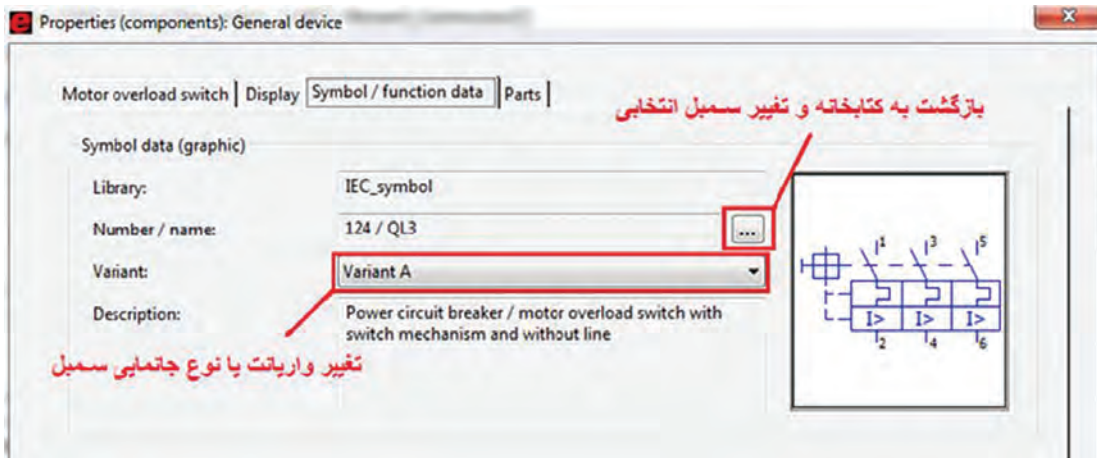 Properties (components): General device
Motor overload switch Display Symbol / function data Parts
بازگشت به کتابخانه و تغییر سمبل انتخابی
Symbol data (graphic)
Library: IEC_symbol
Number / name: 124 / QL3 ...
Variant: Variant A
Description: Power circuit breaker / motor overload switch with
switch mechanism and without line
تغییر واریانت یا نوع جانمایی سمبل
1 3 5
I> I> I>
2 4 6